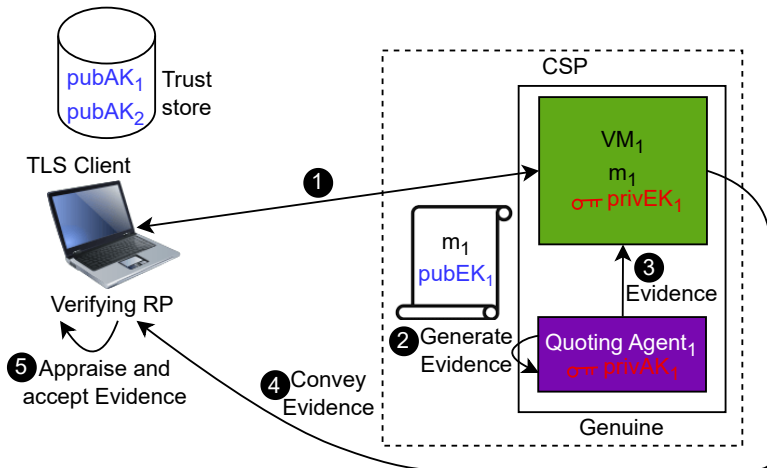 pubAK1
pubAK2
Trust
store
TLS Client
Verifying RP
5 Appraise and
accept Evidence
1
CSP
VM1
m1
privEK1
m1
pubEK1
3
Evidence
2 Generate
Evidence
Quoting Agent1
privAK1
4 Convey
Evidence
Genuine